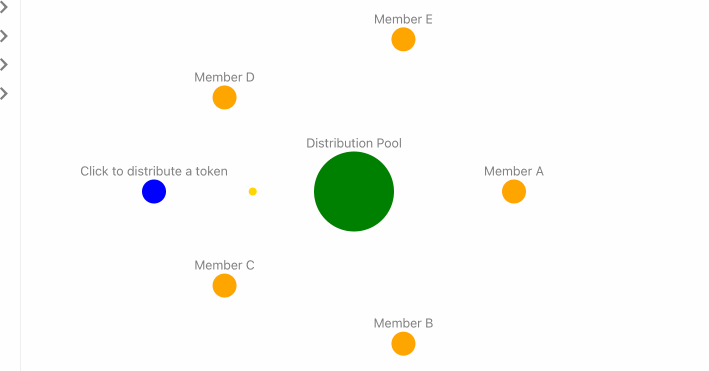 Member E
Member D
Distribution Pool
Click to distribute a token
Member A
Member C
Member B